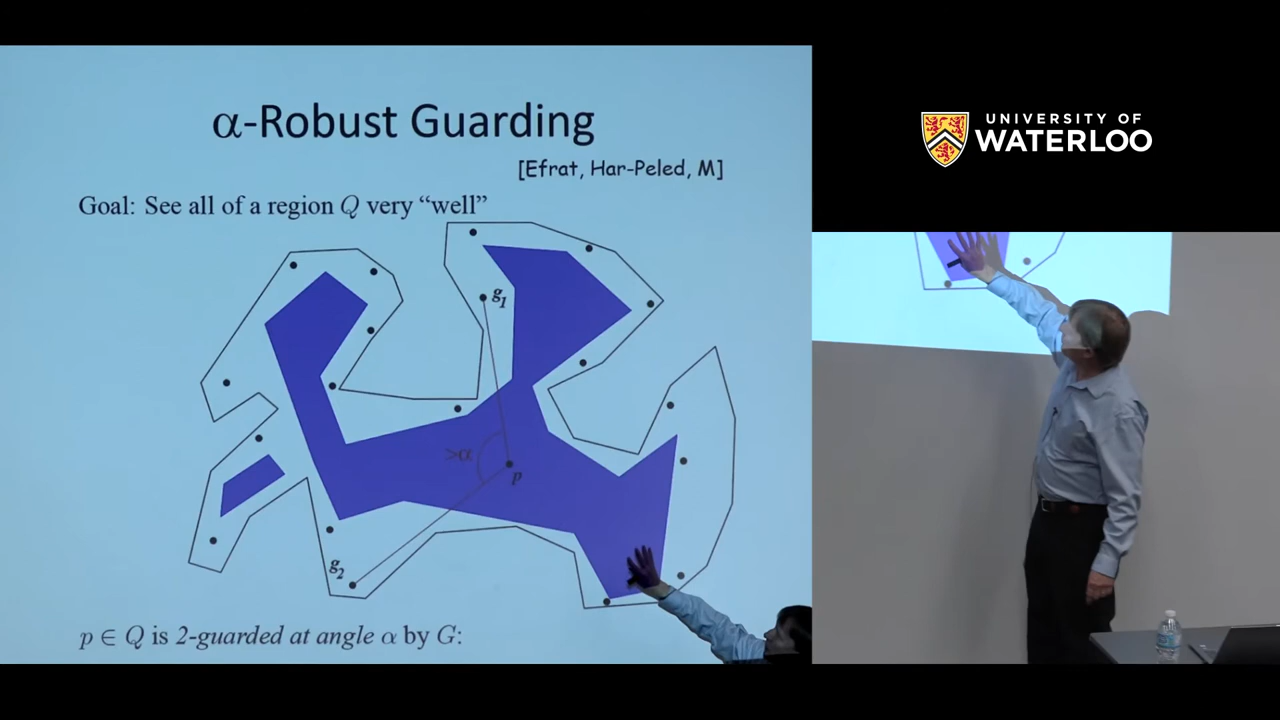 α-Robust Guarding
[Efrat, Har-Peled, M]
Goal: See all of a region Q very “well”
g1
>α
p
g2
p ∈ Q is 2-guarded at angle α by G:
UNIVERSITY OF
WATERLOO